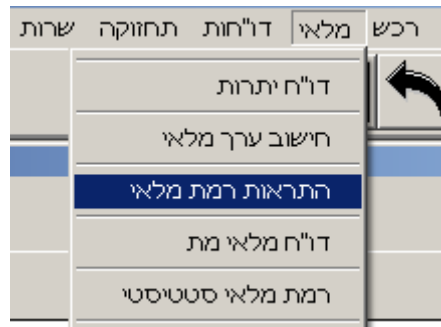 רכש מלאי דו"חות תחזוקה שרות
דו"ח יתרות
חישוב ערך מלאי
התראות רמת מלאי
דו"ח מלאי מת
רמת מלאי סטטיסטי